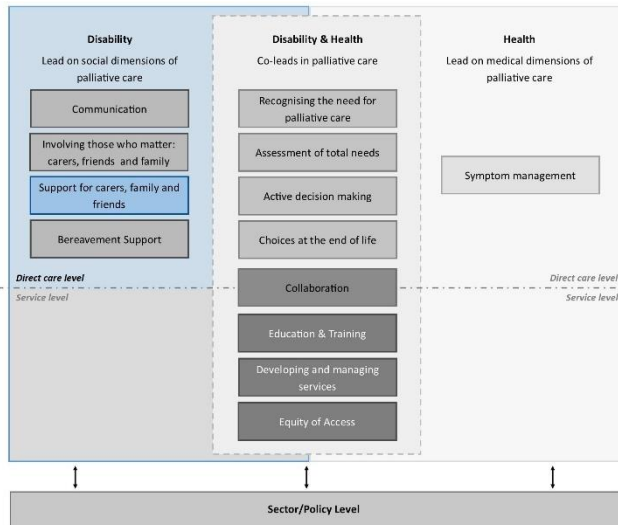 Disability
Lead on social dimensions of
palliative care
Communication
Involving those who matter:
carers, friends and family
Support for carers, family and
friends
Bereavement Support
Direct care level
Service level
Disability & Health
Co-leads in palliative care
Recognising the need for
palliative care
Assessment of total needs
Active decision making
Choices at the end of life
Collaboration
Education & Training
Developing and managing
services
Equity of Access
Health
Lead on medical dimensions of
palliative care
Symptom management
Direct care level
Service level
Sector/Policy Level